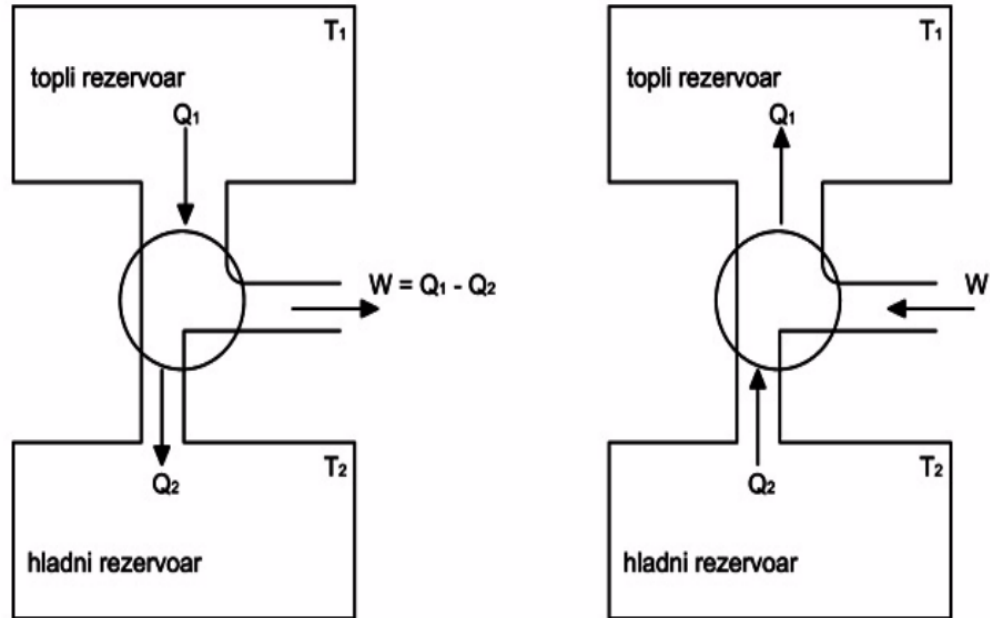 T₁
topli rezervoar
Q₁
W = Q₁ - Q₂
T₂
Q₂
hladni rezervoar
T₁
topli rezervoar
Q₁
W
T₂
Q₂
hladni rezervoar